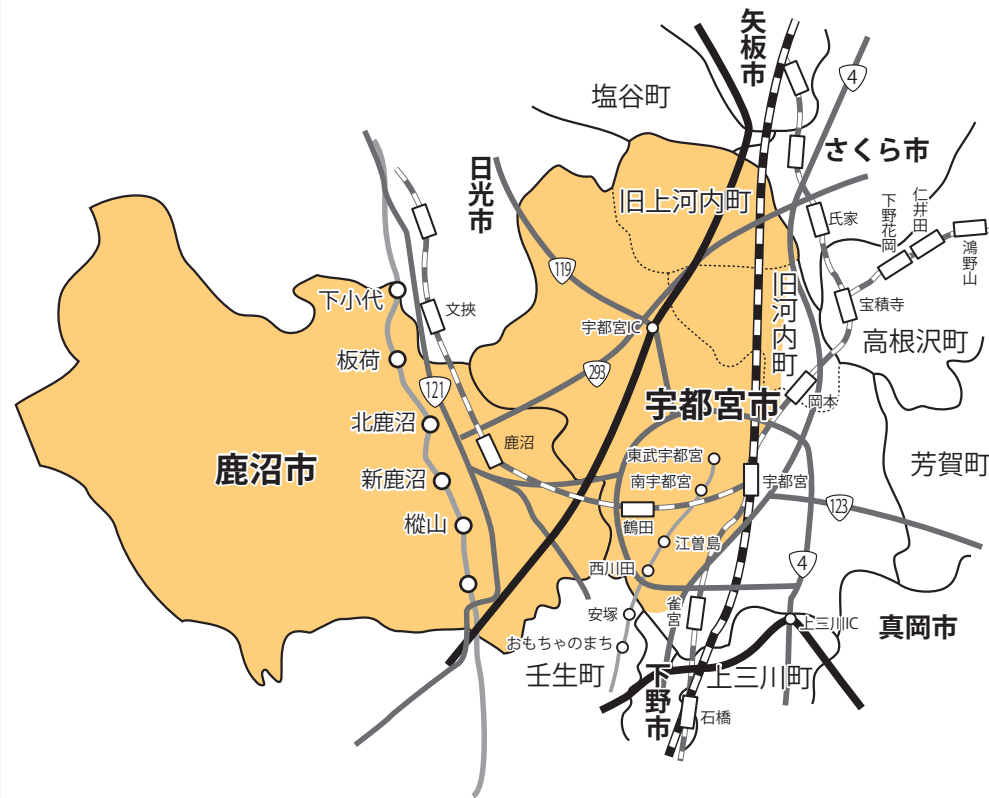 矢板市
塩谷町
4
さくら市
日光市
旧上河内町
下野花岡
仁井田
氏家
鴻野山
119
下小代
文挾
宝積寺
旧河内町
宇都宮IC
高根沢町
板荷
293
121
宇都宮市
岡本
北鹿沼
鹿沼
東武宇都宮
鹿沼市
新鹿沼
南宇都宮
宇都宮
芳賀町
樅山
鶴田
123
江曽島
西川田
4
安塚
雀宮
上三川IC
真岡市
おもちゃのまち
壬生町
下野市
上三川町
石橋